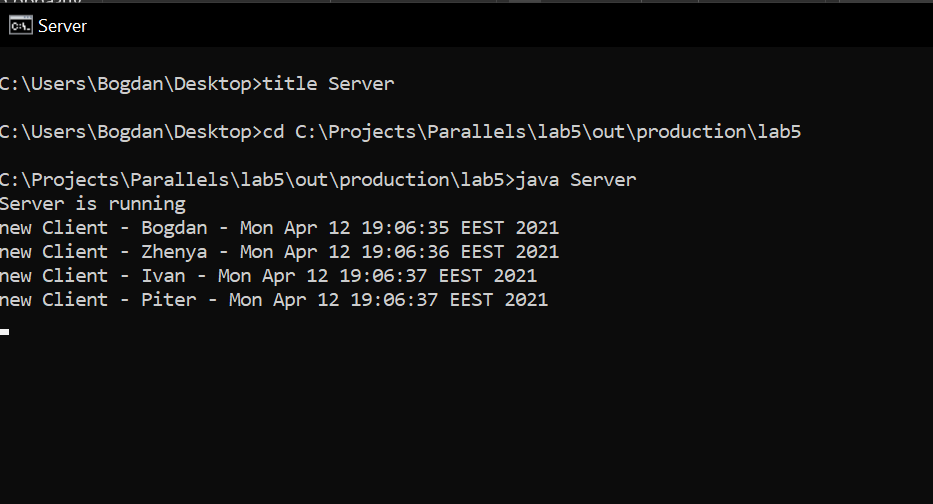 Server
C:\Users\Bogdan\Desktop>title Server
C:\Users\Bogdan\Desktop>cd C:\Projects\Parallels\lab5\out\production\lab5
C:\Projects\Parallels\lab5\out\production\lab5>java Server
Server is running
new Client - Bogdan - Mon Apr 12 19:06:35 EEST 2021
new Client - Zhenya - Mon Apr 12 19:06:36 EEST 2021
new Client - Ivan - Mon Apr 12 19:06:37 EEST 2021
new Client - Piter - Mon Apr 12 19:06:37 EEST 2021